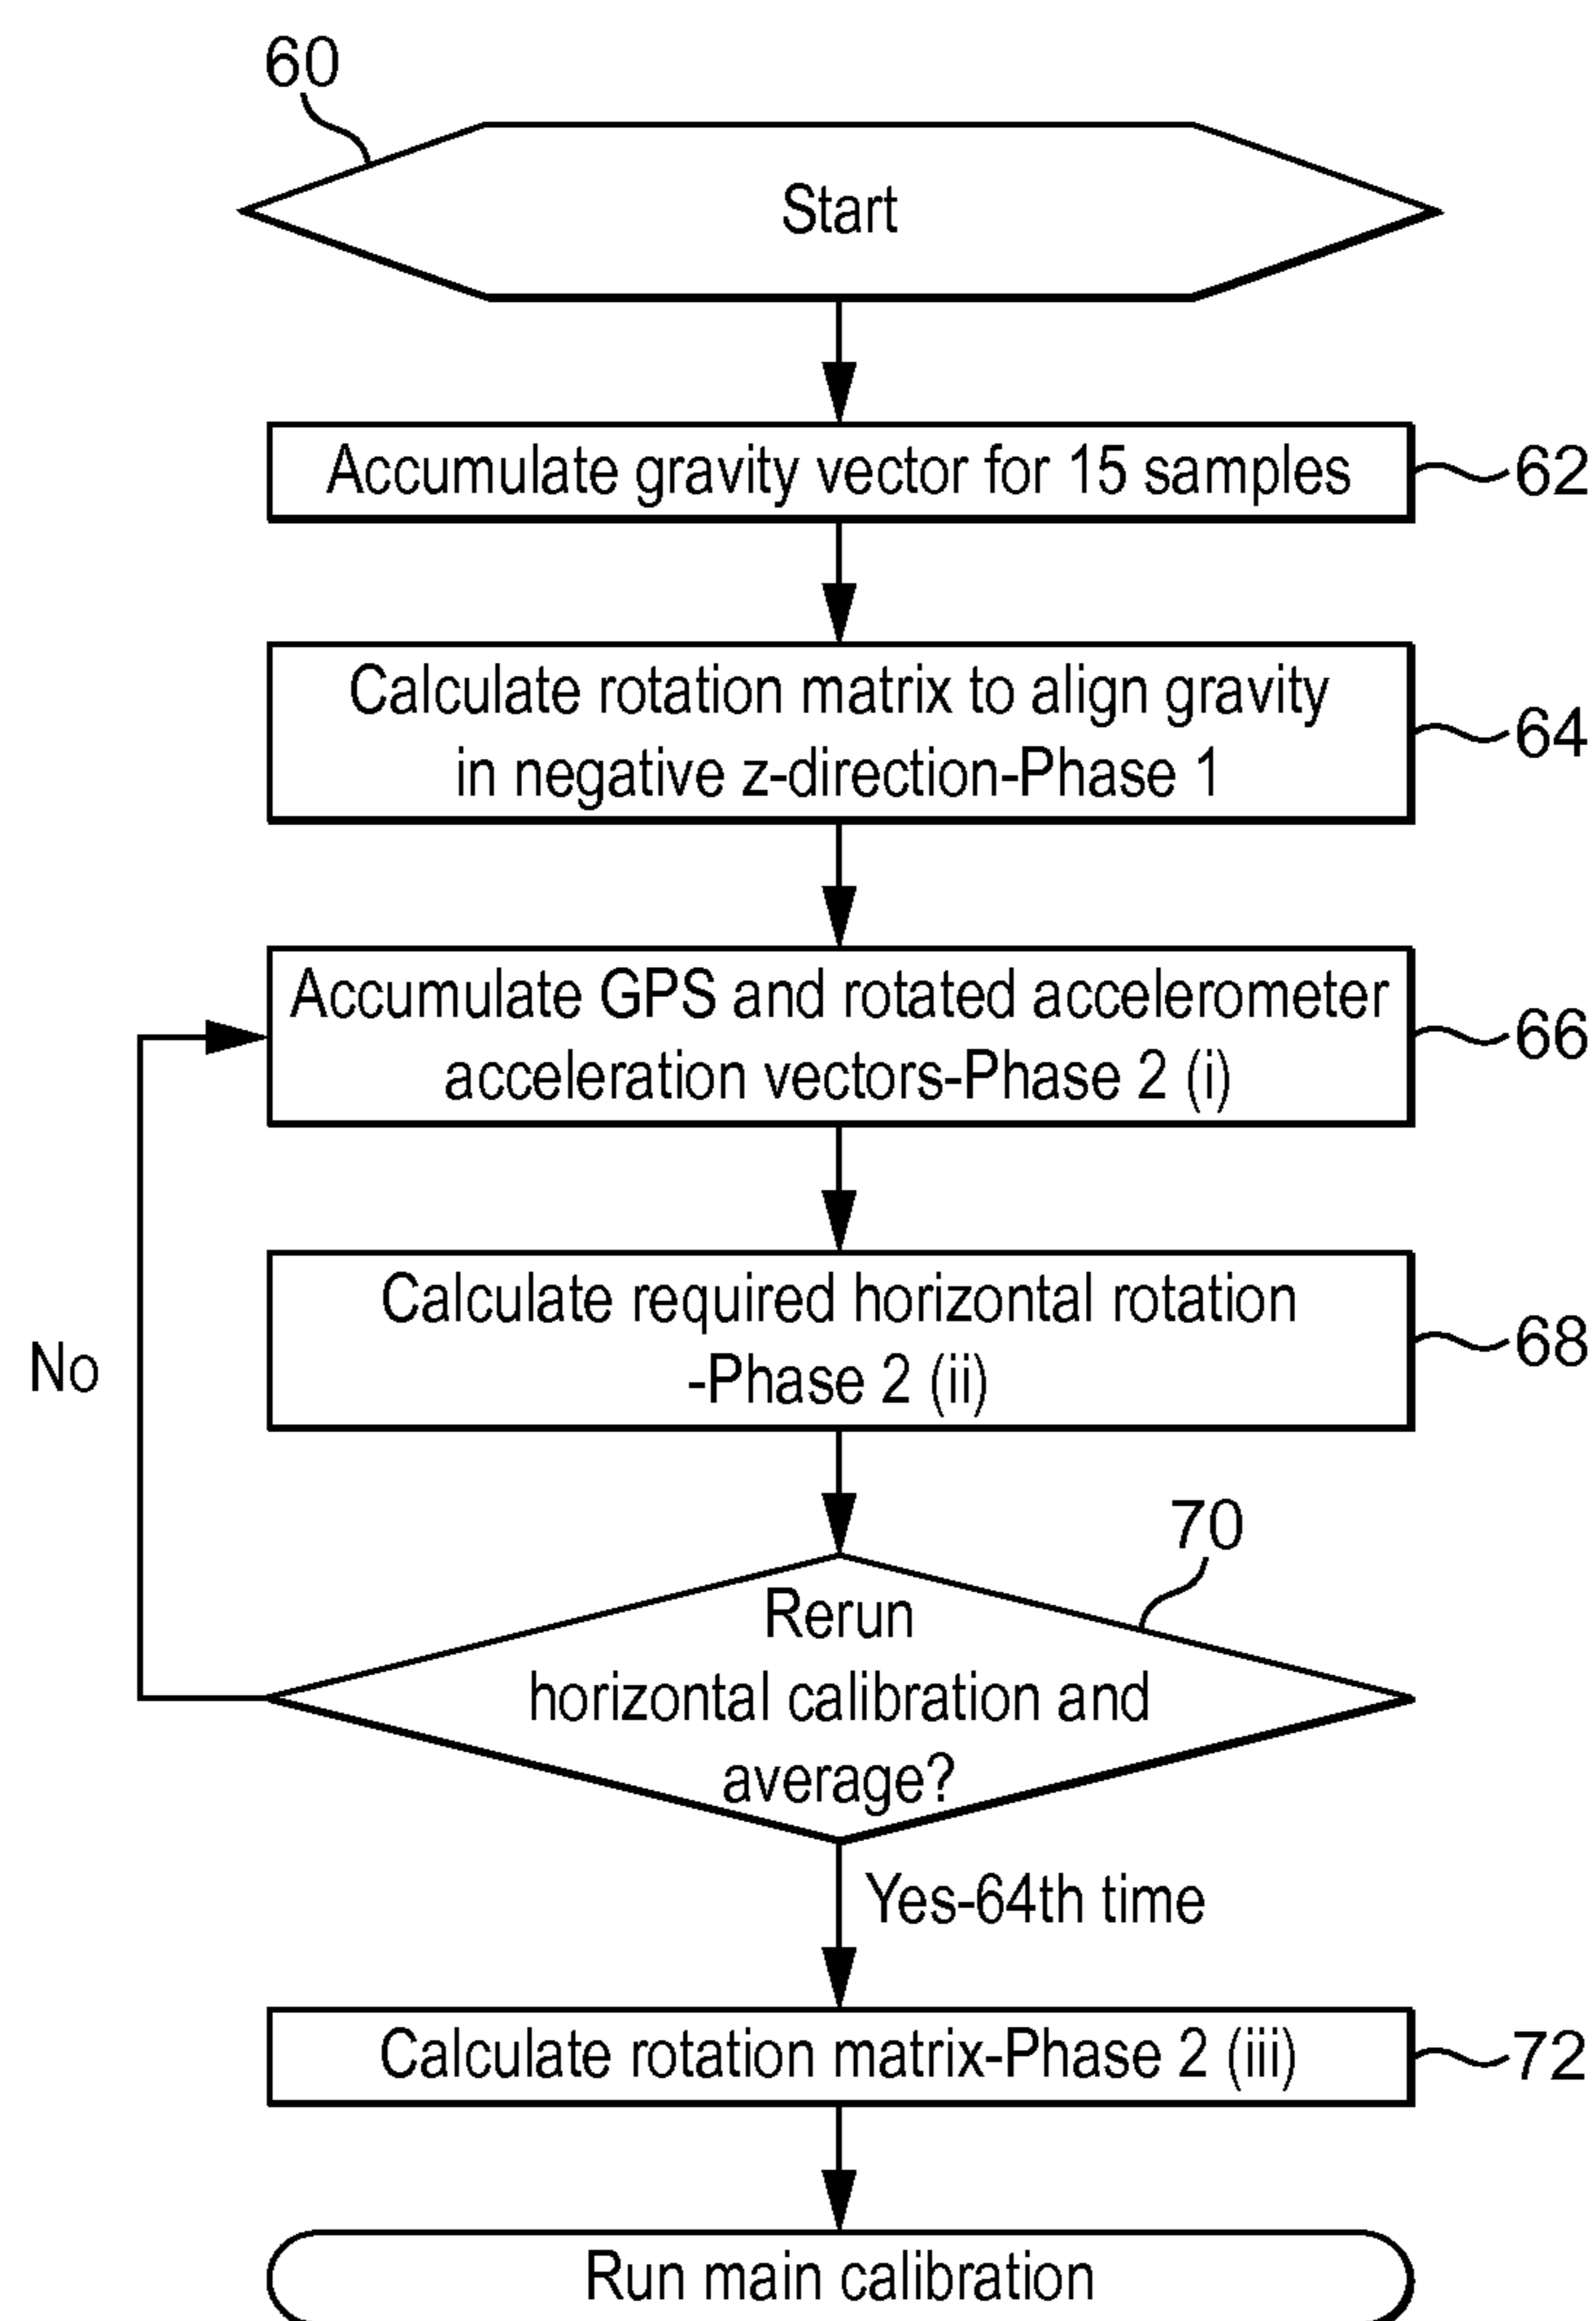 60
Start
Accumulate gravity vector for 15 samples
62
Calculate rotation matrix to align gravity
in negative z-direction-Phase 1
64
Accumulate GPS and rotated accelerometer
acceleration vectors-Phase 2 (i)
66
Calculate required horizontal rotation
-Phase 2 (ii)
68
No
70
Rerun
horizontal calibration and
average?
Yes-64th time
Calculate rotation matrix-Phase 2 (iii)
72
Run main calibration